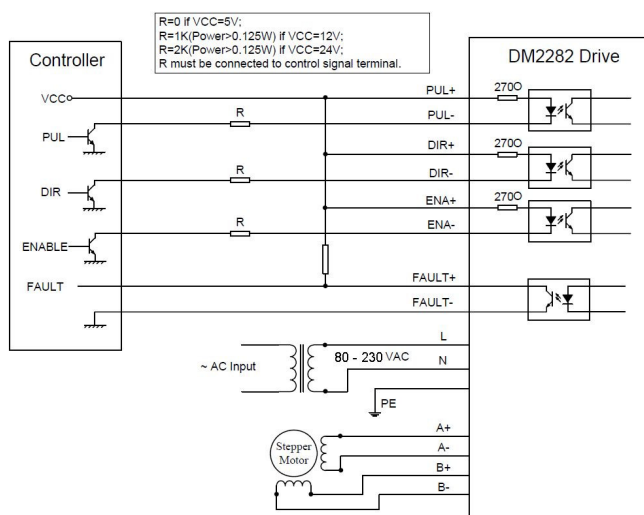 R=0 if VCC=5V;
R=1K(Power>0.125W) if VCC=12V;
R=2K(Power>0.125W) if VCC=24V;
R must be connected to control signal terminal.
Controller
DM2282 Drive
VCC
PUL+
270Ω
R
PUL-
PUL
DIR+
270Ω
R
DIR-
DIR
ENA+
270Ω
R
ENA-
ENABLE
FAULT
FAULT+
FAULT-
L
~ AC Input
80 - 230 VAC
N
PE
A+
Stepper
Motor
A-
B+
B-